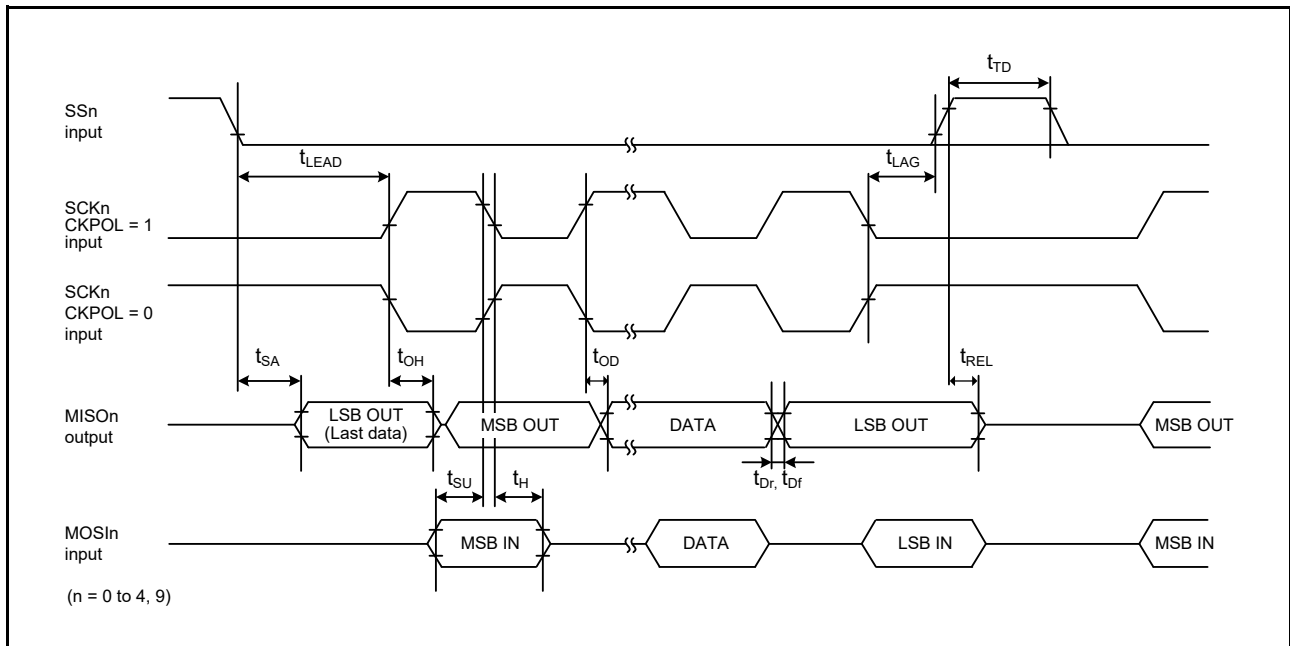 tTD
SSn
input
tLEAD
tLAG
SCKn
CKPOL = 1
input
SCKn
CKPOL = 0
input
tSA
tOH
tOD
tREL
MISOn
output
LSB OUT
(Last data)
MSB OUT
DATA
LSB OUT
MSB OUT
tSU
tH
tDr, tDf
MOSIn
input
MSB IN
DATA
LSB IN
MSB IN
(n = 0 to 4, 9)